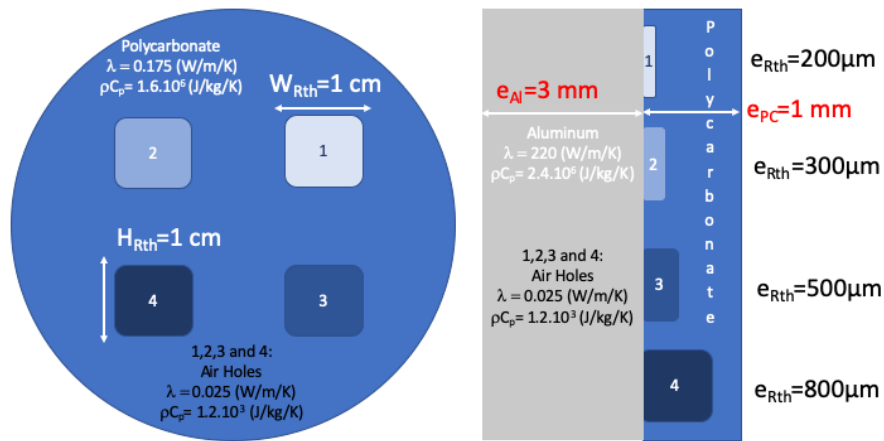 Polycarbonate
λ = 0.175 (W/m/K)
ρCp= 1.6.10⁶ (J/kg/K)
WRth=1 cm
2
1
HRth=1 cm
4
3
1,2,3 and 4:
Air Holes
λ = 0.025 (W/m/K)
ρCp= 1.2.10³ (J/kg/K)
eAl=3 mm
Aluminum
λ = 220 (W/m/K)
ρCp= 2.4.10⁶ (J/kg/K)
1,2,3 and 4:
Air Holes
λ = 0.025 (W/m/K)
ρCp= 1.2.10³ (J/kg/K)
1
2
3
4
Polycarbonate
eRth=200μm
ePC=1 mm
eRth=300μm
eRth=500μm
eRth=800μm